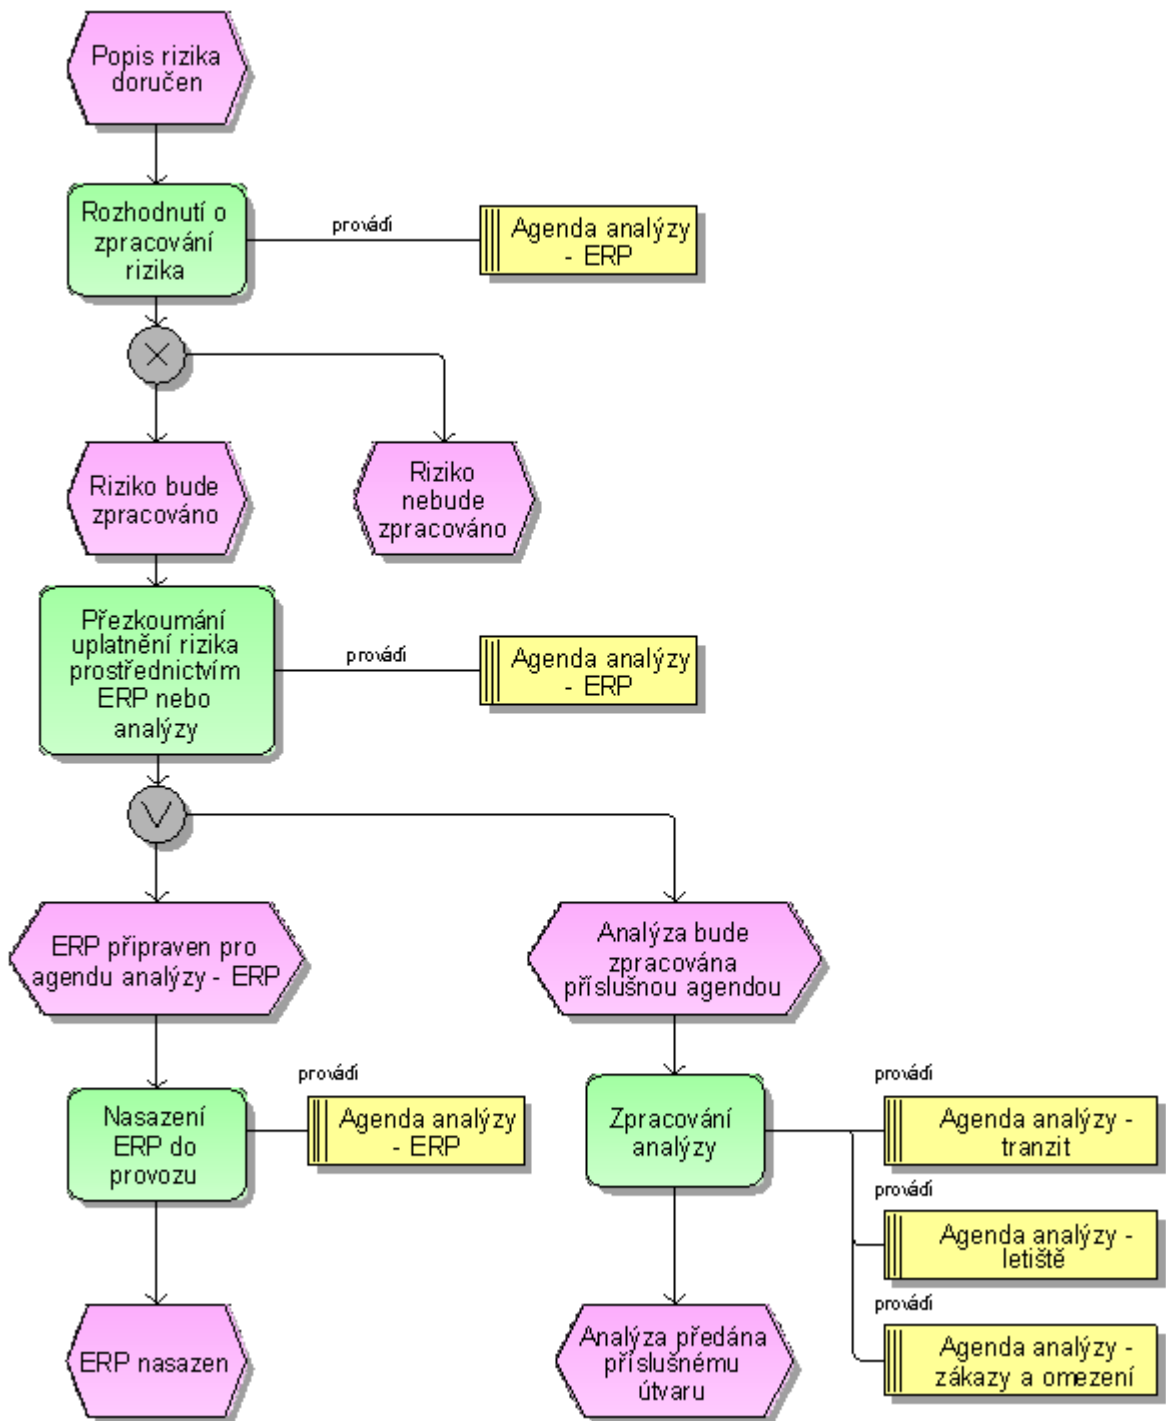 Popis rizika
doručen
Rozhodnutí o
zpracování
rizika
provádí
Agenda analýzy
- ERP
Riziko bude
zpracováno
Riziko
nebude
zpracováno
Přezkoumání
uplatnění rizika
prostřednictvím
ERP nebo
analýzy
provádí
Agenda analýzy
- ERP
ERP připraven pro
agendu analýzy - ERP
Analýza bude
zpracována
příslušnou agendou
Nasazení
ERP do
provozu
provádí
Agenda analýzy
- ERP
Zpracování
analýzy
provádí
Agenda analýzy -
tranzit
provádí
Agenda analýzy -
letiště
provádí
Agenda analýzy -
zákazy a omezení
ERP nasazen
Analýza předána
příslušnému
útvaru